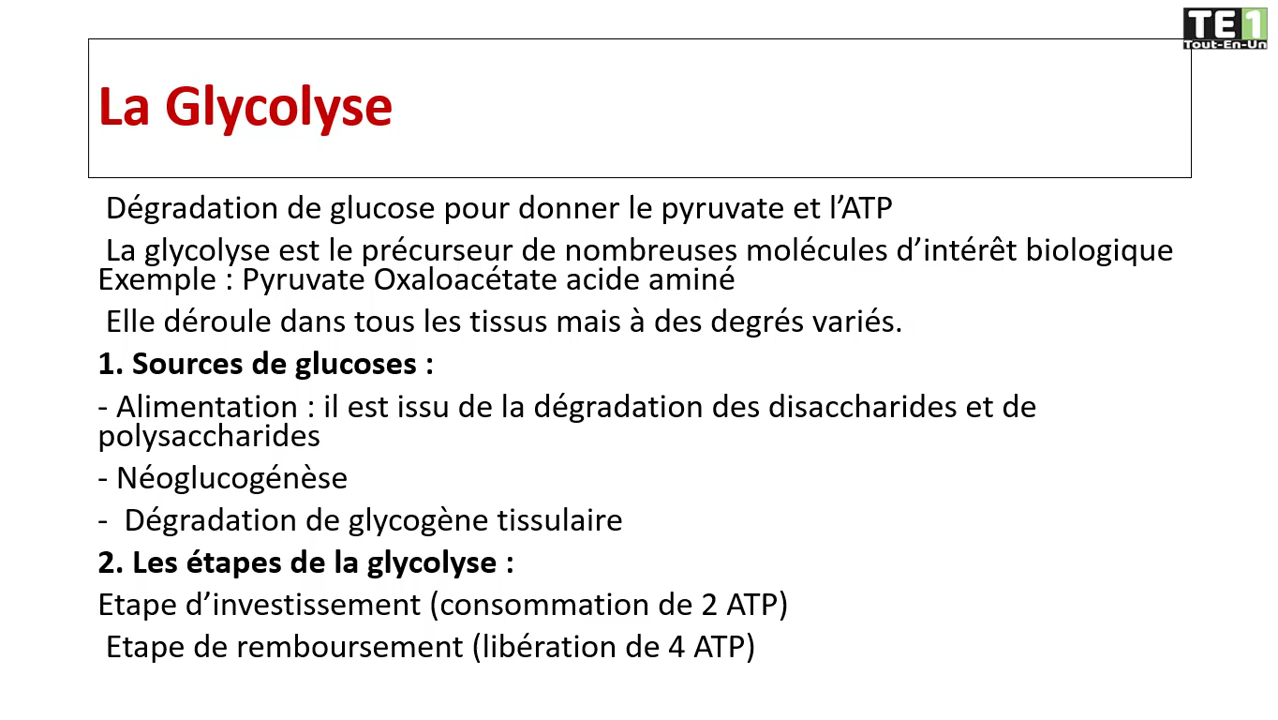 TE1
Tout-En-Un
La Glycolyse
Dégradation de glucose pour donner le pyruvate et l’ATP
La glycolyse est le précurseur de nombreuses molécules d’intérêt biologique
Exemple : Pyruvate Oxaloacétate acide aminé
Elle déroule dans tous les tissus mais à des degrés variés.
1. Sources de glucoses :
- Alimentation : il est issu de la dégradation des disaccharides et de
polysaccharides
- Néoglucogénèse
- Dégradation de glycogène tissulaire
2. Les étapes de la glycolyse :
Etape d’investissement (consommation de 2 ATP)
Etape de remboursement (libération de 4 ATP)